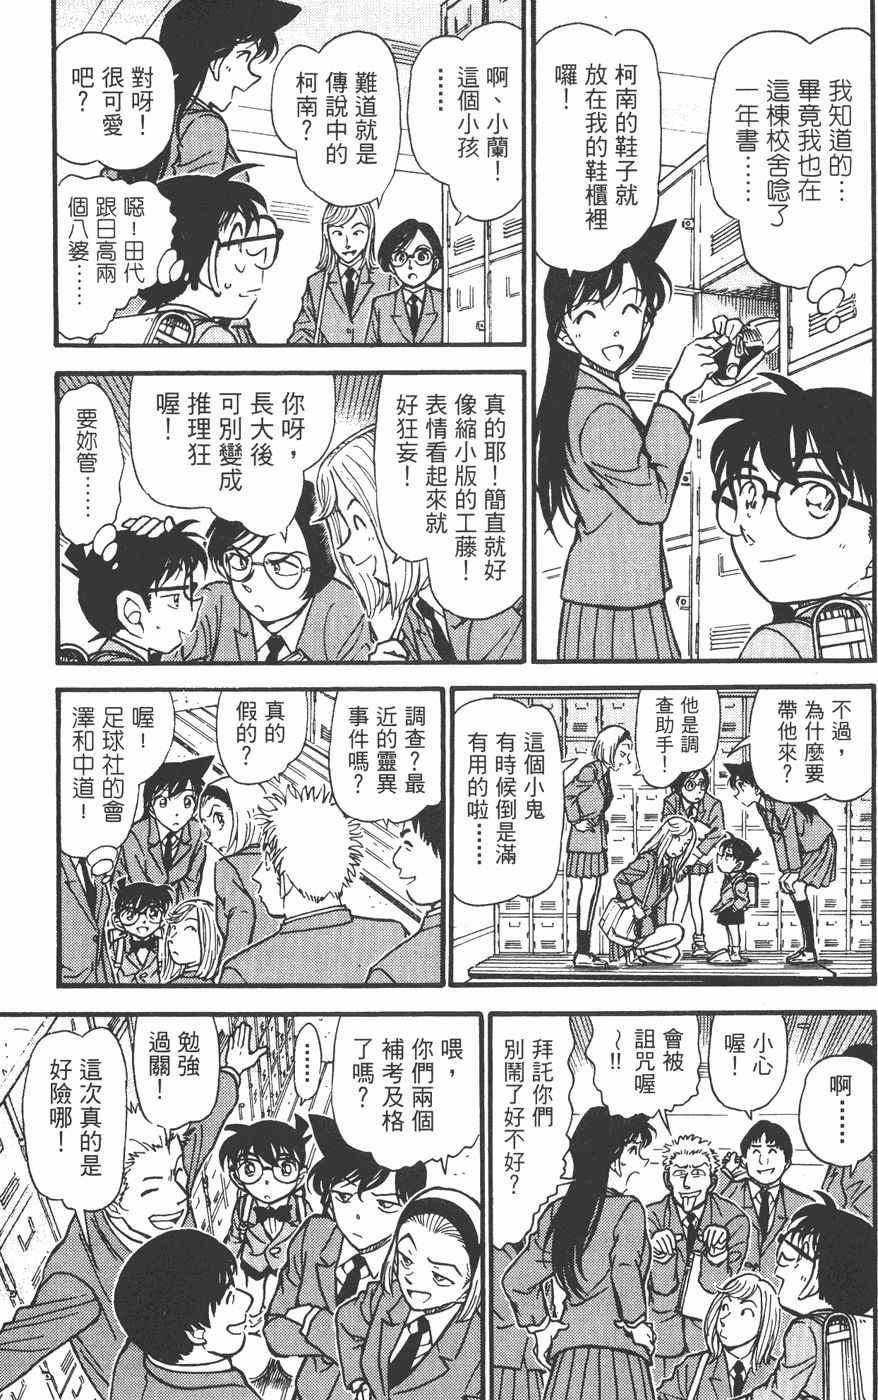 我知道的…
畢竟我也在
這棟校舍唸了
一年書……
柯南的鞋子就
放在我的鞋櫃裡
囉！
啊、小蘭！
這個小孩
……
難道就是
傳說中的
柯南？
對呀！
很可愛
吧？
噁！田代
跟日高兩
個八婆……
真的耶！簡直就好
像縮小版的工藤！
表情看起來就
好狂妄！
你呀，
長大後
可別變成
推理狂
喔！
要妳管……
不過，
為什麼要
帶他來？
他是調
查助手！
這個小鬼
有時候倒是滿
有用的啦……
調查？最
近的靈異
事件嗎？
真的
假的？
喔！
足球社的會
澤和中道！
啊……
小心
喔！
會被
詛咒喔
～!!
拜託你們
別鬧了好不好？
喂，
你們兩個
補考及格
了嗎？
……
勉強
過關！
這次真的是
好險哪！